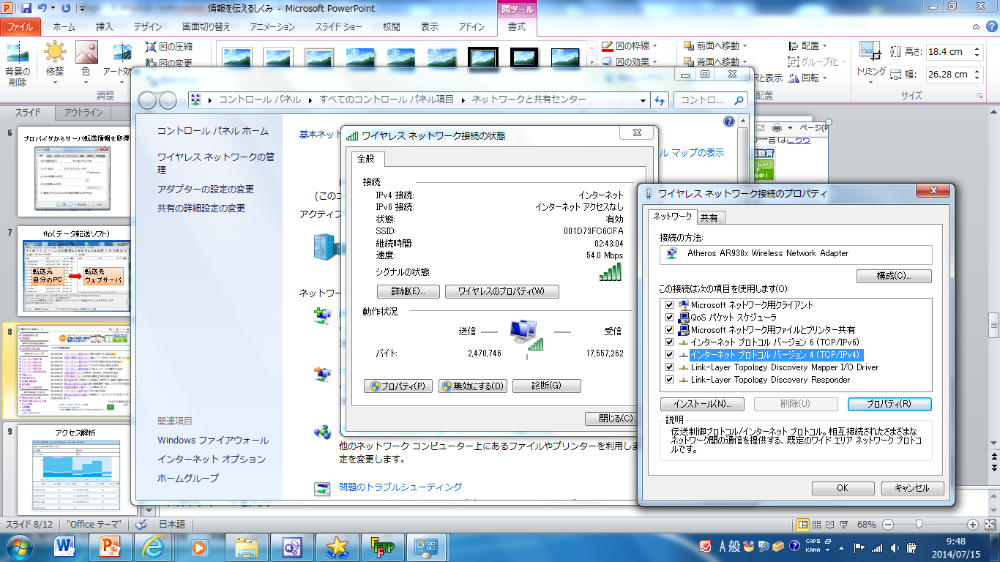 情報を伝えるしくみ - Microsoft PowerPoint
図ツール
ファイル ホーム 挿入 デザイン 画面切り替え アニメーション スライド ショー 校閲 表示 アドイン 書式
背景の削除
修整
色
図の圧縮
図の変更
調整
図の枠線
図の効果
前面へ移動
背面へ移動
配置
グループ化
回転
配置
トリミング
高さ: 18.4 cm
幅: 26.28 cm
サイズ
スライド アウトライン
6
プロバイダからサーバ転送情報を取得
7
ftp(データ転送ソフト)
転送元
自分のPC
転送先
ウェブサーバ
8
9
アクセス解析
コントロール パネル
すべてのコントロール パネル項目
ネットワークと共有センター
コントロ...
コントロール パネル ホーム
ワイヤレス ネットワークの管理
アダプターの設定の変更
共有の詳細設定の変更
関連項目
Windows ファイアウォール
インターネット オプション
ホームグループ
基本ネット
ル マップの表示
(このコ
アクティブ
ネットワー
他のネットワーク コンピューター上にあるファイルやプリンターを利用し
定を変更します。
問題のトラブルシューティング
ページ(P
の一言はこちら
ワイヤレス ネットワーク接続の状態
全般
接続
IPv4 接続: インターネット
IPv6 接続: インターネット アクセスなし
状態: 有効
SSID: 001D73FC6CFA
継続時間: 02:43:04
速度: 54.0 Mbps
シグナルの状態:
詳細(E)...
ワイヤレスのプロパティ(W)
動作状況
送信
受信
バイト: 2,470,746
プロパティ(P)
無効にする(D)
診断(G)
閉じる(C)
ワイヤレス ネットワーク接続のプロパティ
ネットワーク 共有
接続の方法:
Atheros AR938x Wireless Network Adapter
構成(C)...
この接続は次の項目を使用します(O):
Microsoft ネットワーク用クライアント
QoS パケット スケジューラ
Microsoft ネットワーク用ファイルとプリンター共有
インターネット プロトコル バージョン 6 (TCP/IPv6)
インターネット プロトコル バージョン 4 (TCP/IPv4)
Link-Layer Topology Discovery Mapper I/O Driver
Link-Layer Topology Discovery Responder
インストール(N)...
削除(U)
プロパティ(R)
説明
伝送制御プロトコル/インターネット プロトコル。相互接続されたさまざまな
ネットワーク間の通信を提供する、既定のワイド エリア ネットワーク プロトコ
ルです。
OK
キャンセル
スライド 8/12
"Office テーマ"
日本語
68%
A 般
CAPS
KANA
9:48
2014/07/15